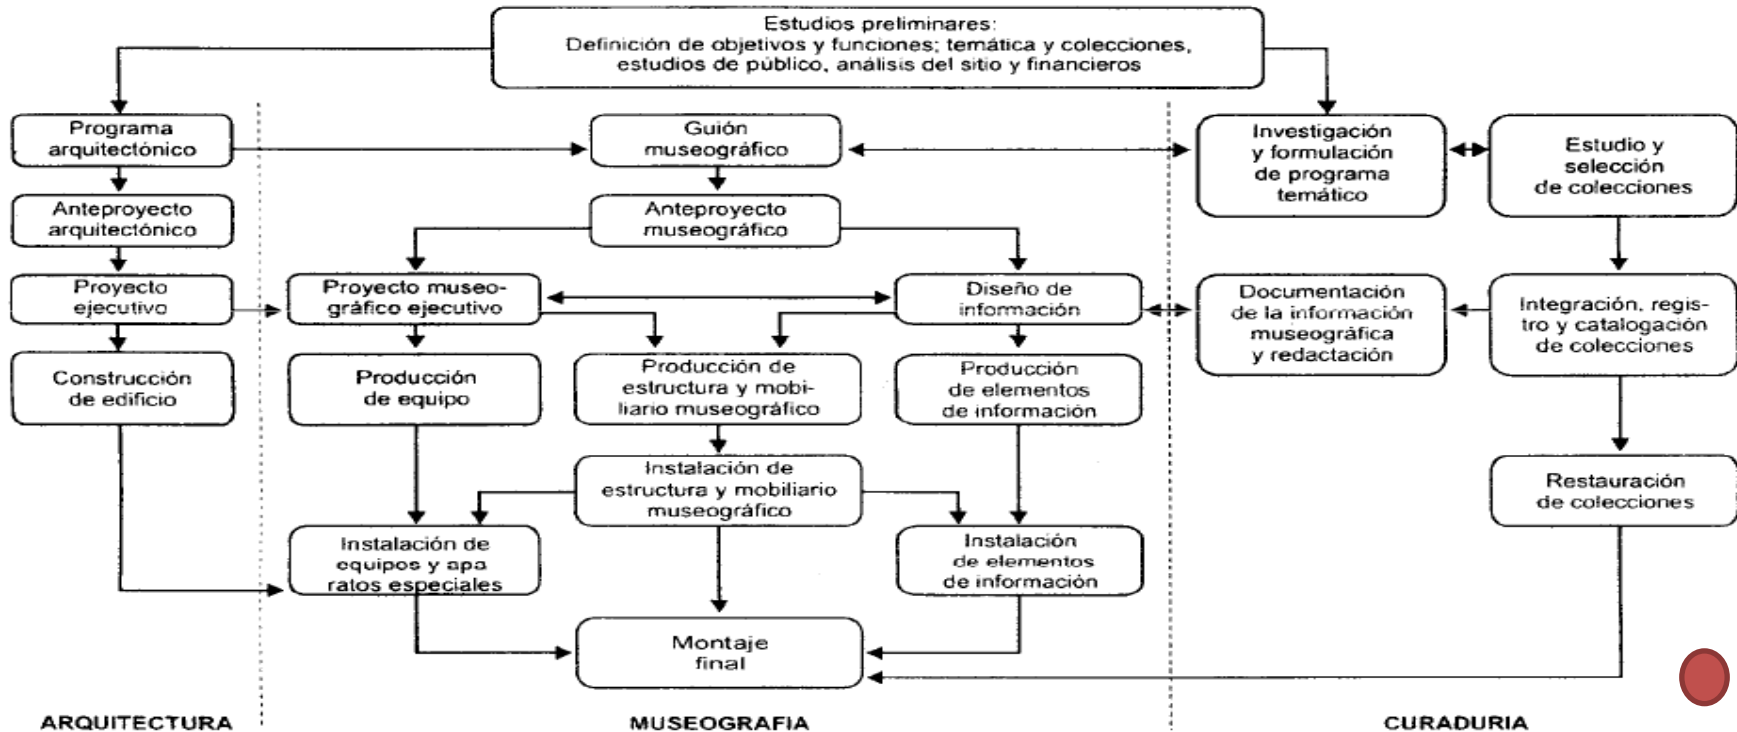 Estudios preliminares:
Definición de objetivos y funciones; temática y colecciones,
estudios de público, análisis del sitio y financieros
Programa
arquitectónico
Guión
museográfico
Investigación
y formulación
de programa
temático
Estudio y
selección
de colecciones
Anteproyecto
arquitectónico
Anteproyecto
museográfico
Proyecto
ejecutivo
Proyecto museo-
gráfico ejecutivo
Diseño de
información
Documentación
de la información
museográfica
y redactación
Integración, regis-
tro y catalogación
de colecciones
Construcción
de edificio
Producción
de equipo
Producción de
estructura y mobi-
liario museográfico
Producción
de elementos
de información
Instalación de
estructura y mobiliario
museográfico
Restauración
de colecciones
Instalación de
equipos y apa
ratos especiales
Instalación
de elementos
de información
Montaje
final
ARQUITECTURA
MUSEOGRAFIA
CURADURIA